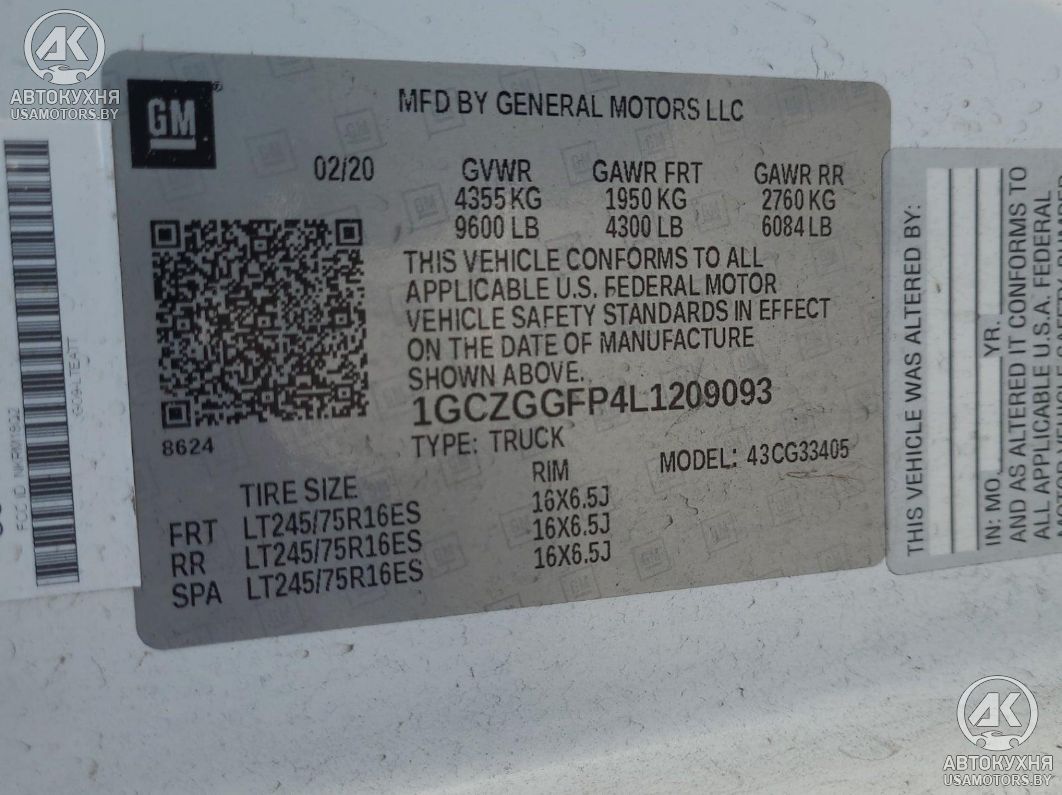 АВТОКУХНЯ
USAMOTORS.BY
GM
MFD BY GENERAL MOTORS LLC
02/20
GVWR
GAWR FRT
GAWR RR
4355 KG
1950 KG
2760 KG
9600 LB
4300 LB
6084 LB
THIS VEHICLE CONFORMS TO ALL
APPLICABLE U.S. FEDERAL MOTOR
VEHICLE SAFETY STANDARDS IN EFFECT
ON THE DATE OF MANUFACTURE
SHOWN ABOVE.
1GCZGGFP4L1209093
8624
TYPE: TRUCK
MODEL: 43CG33405
TIRE SIZE
RIM
FRT LT245/75R16ES 16X6.5J
RR LT245/75R16ES 16X6.5J
SPA LT245/75R16ES 16X6.5J
THIS VEHICLE WAS ALTERED BY:
IN: MO. YR.
AND AS ALTERED IT CONFORMS TO
ALL APPLICABLE U.S.A. FEDERAL
FCC ID:
АВТОКУХНЯ
USAMOTORS.BY